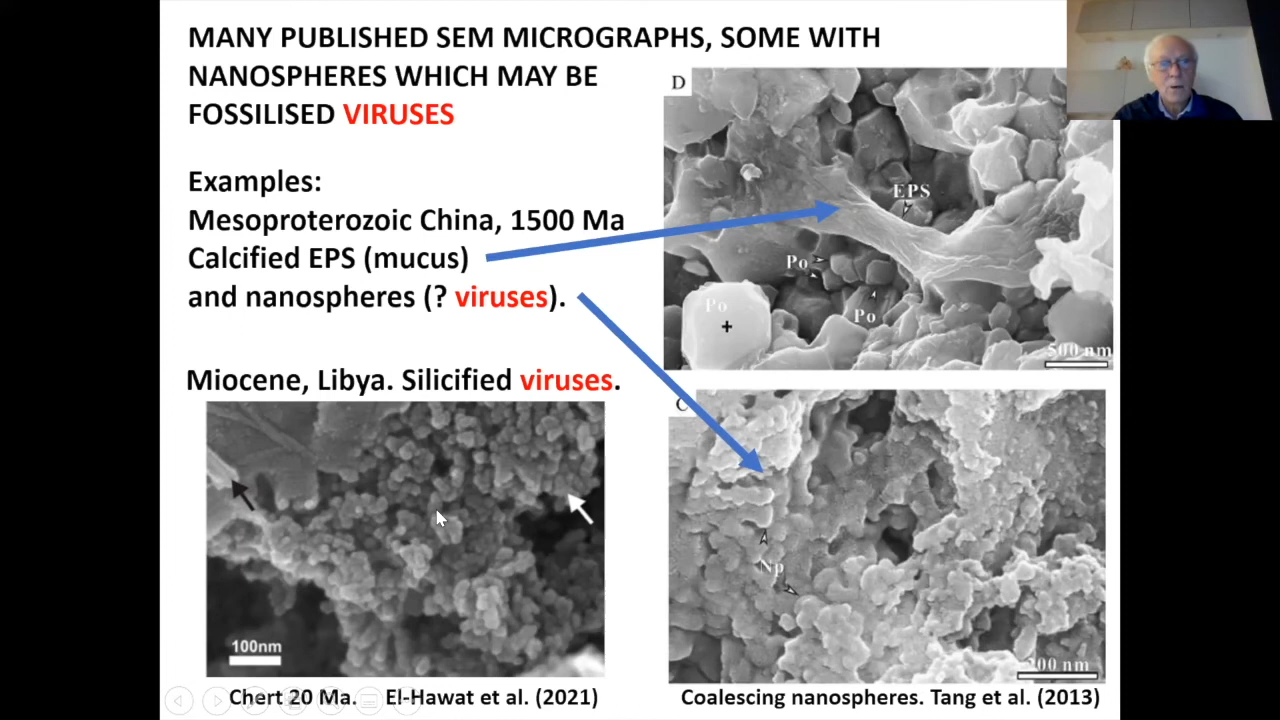 MANY PUBLISHED SEM MICROGRAPHS, SOME WITH
NANOSPHERES WHICH MAY BE
FOSSILISED VIRUSES
Examples:
Mesoproterozoic China, 1500 Ma
Calcified EPS (mucus)
and nanospheres (? viruses).
Miocene, Libya. Silicified viruses.
100nm
Chert 20 Ma. El-Hawat et al. (2021)
D
EPS
Po
Po
Po
+
500 nm
C
Np
200 nm
Coalescing nanospheres. Tang et al. (2013)